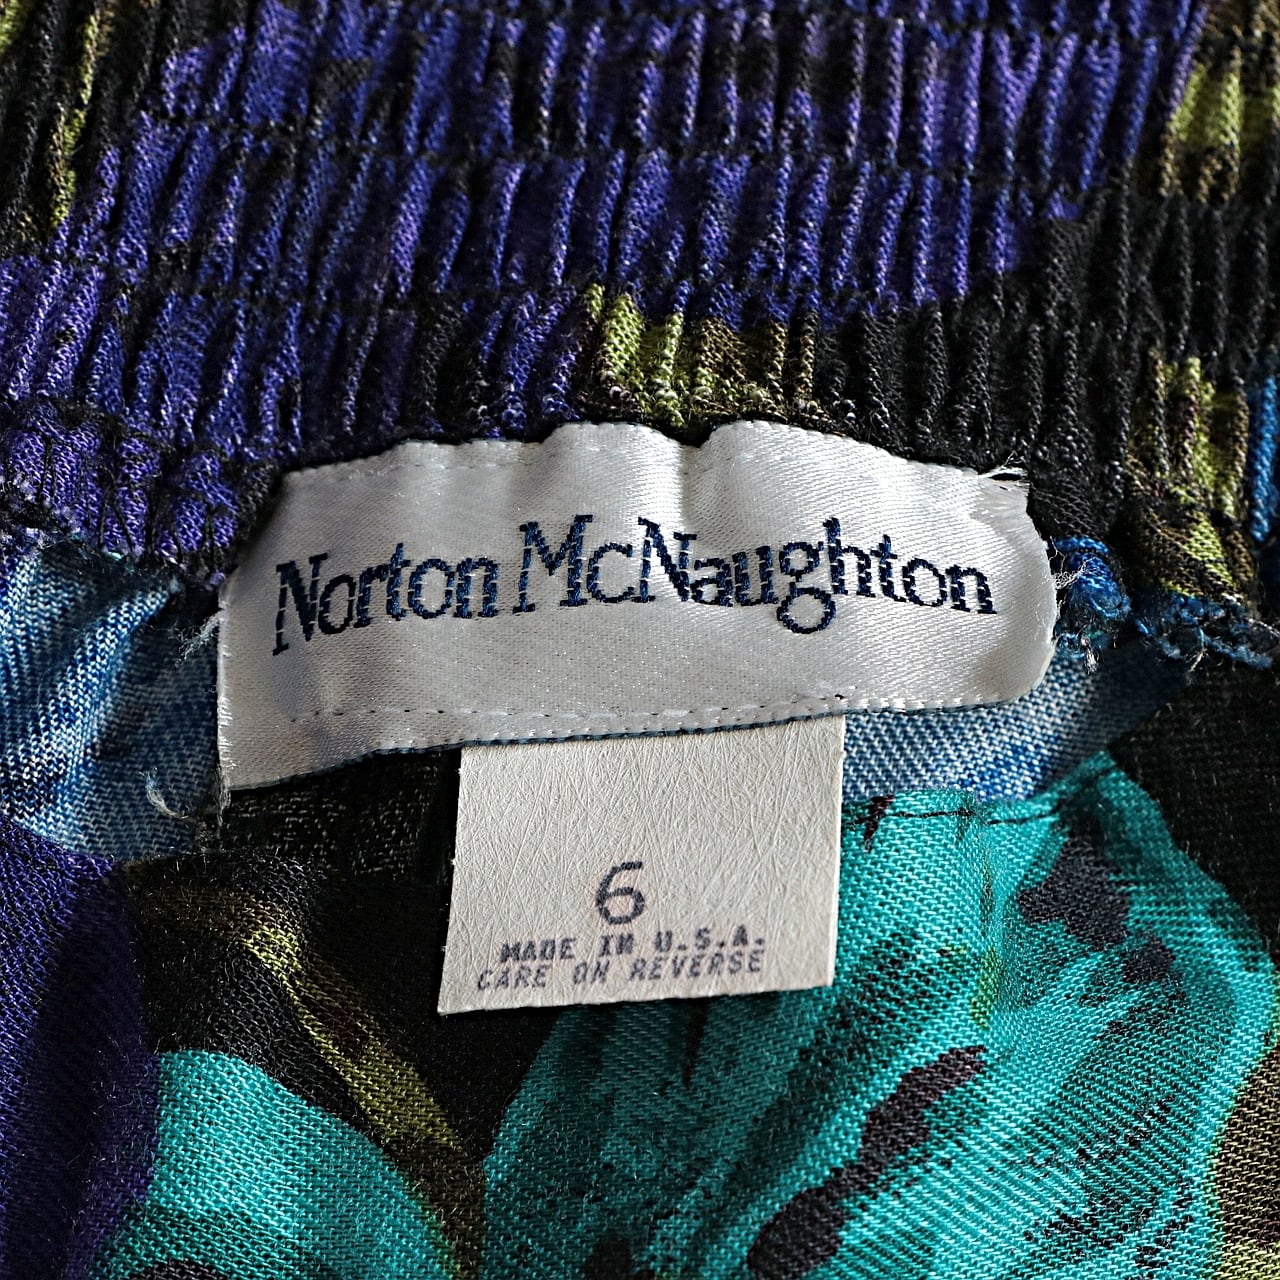 Norton McNaughton
6
MADE IN U.S.A.
CARE ON REVERSE